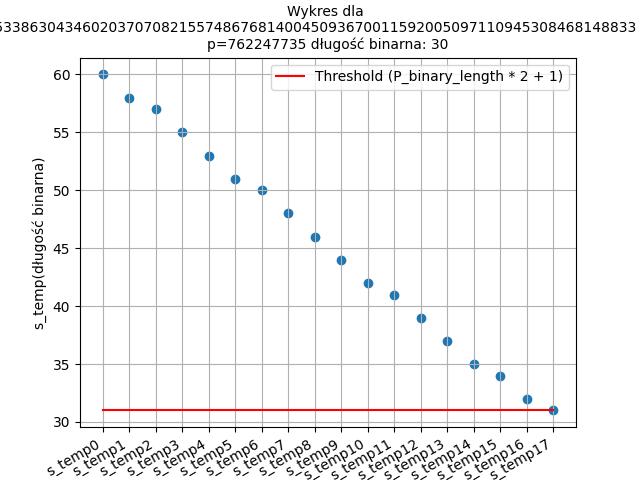 Wykres dla
5338630434602037070821557486768140045093670011592005097110945308468148833
p=762247735 długość binarna: 30
Threshold (P_binary_length * 2 + 1)
s_temp(długość binarna)
60
55
50
45
40
35
30
s_temp0
s_temp1
s_temp2
s_temp3
s_temp4
s_temp5
s_temp6
s_temp7
s_temp8
s_temp9
s_temp10
s_temp11
s_temp12
s_temp13
s_temp14
s_temp15
s_temp16
s_temp17